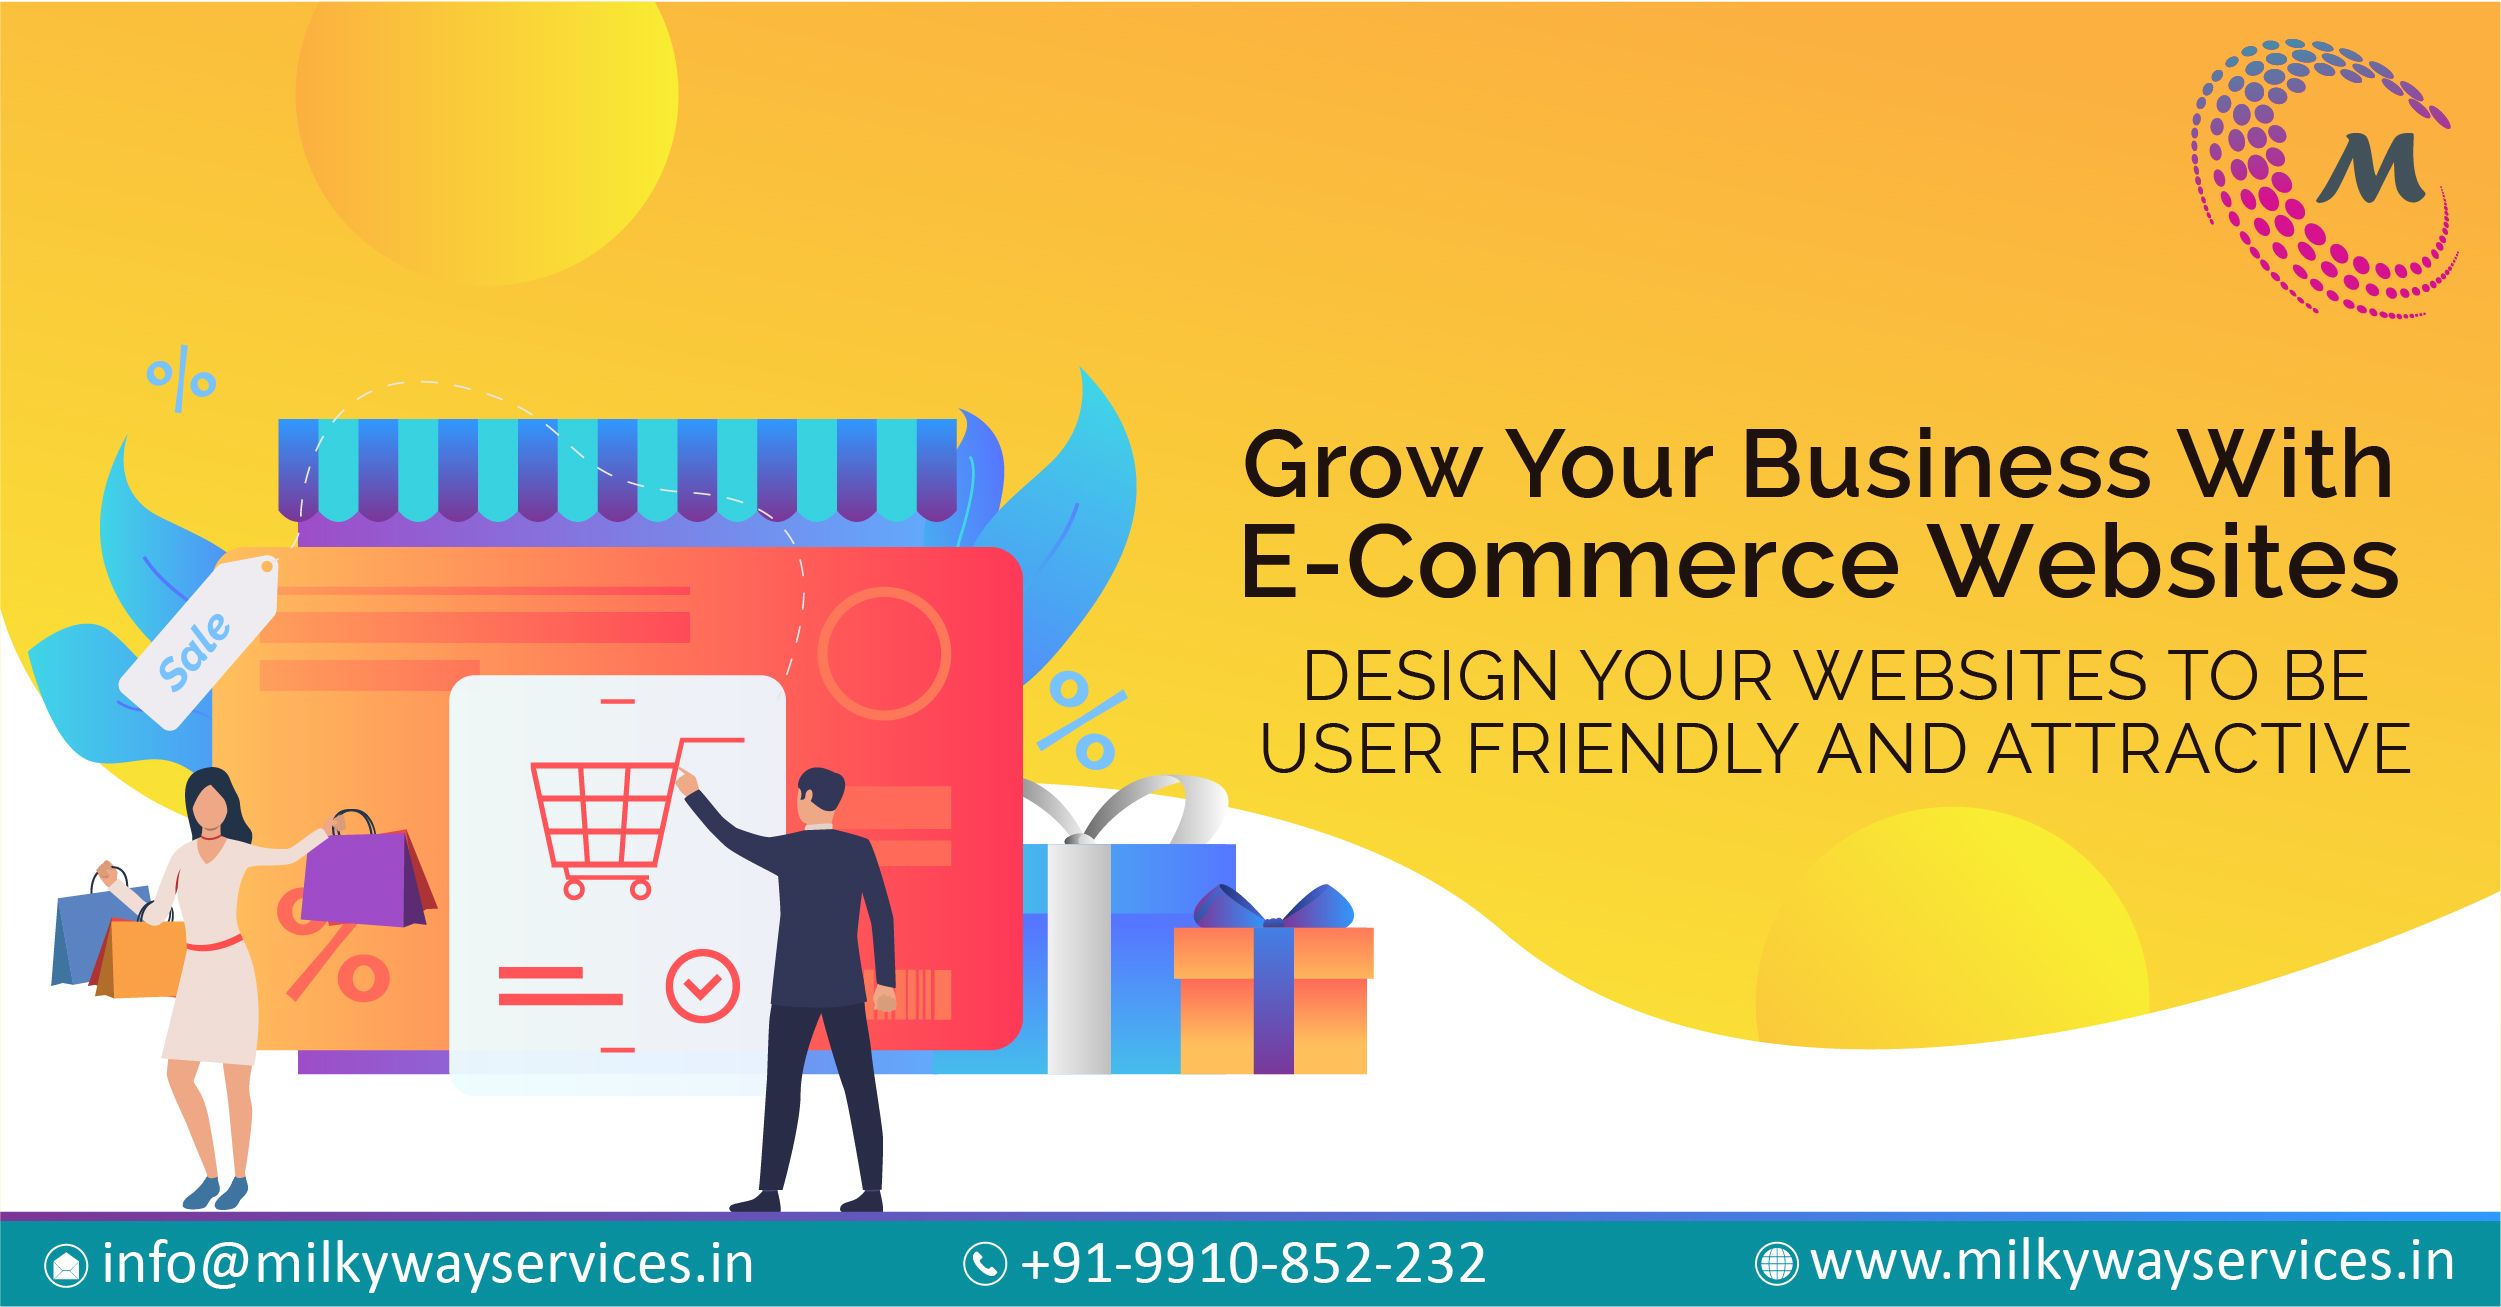 M
Grow Your Business With
E-Commerce Websites
DESIGN YOUR WEBSITES TO BE
USER FRIENDLY AND ATTRACTIVE
%
Sale
%
%
info@milkywayservices.in
+91-9910-852-232
www.milkywayservices.in